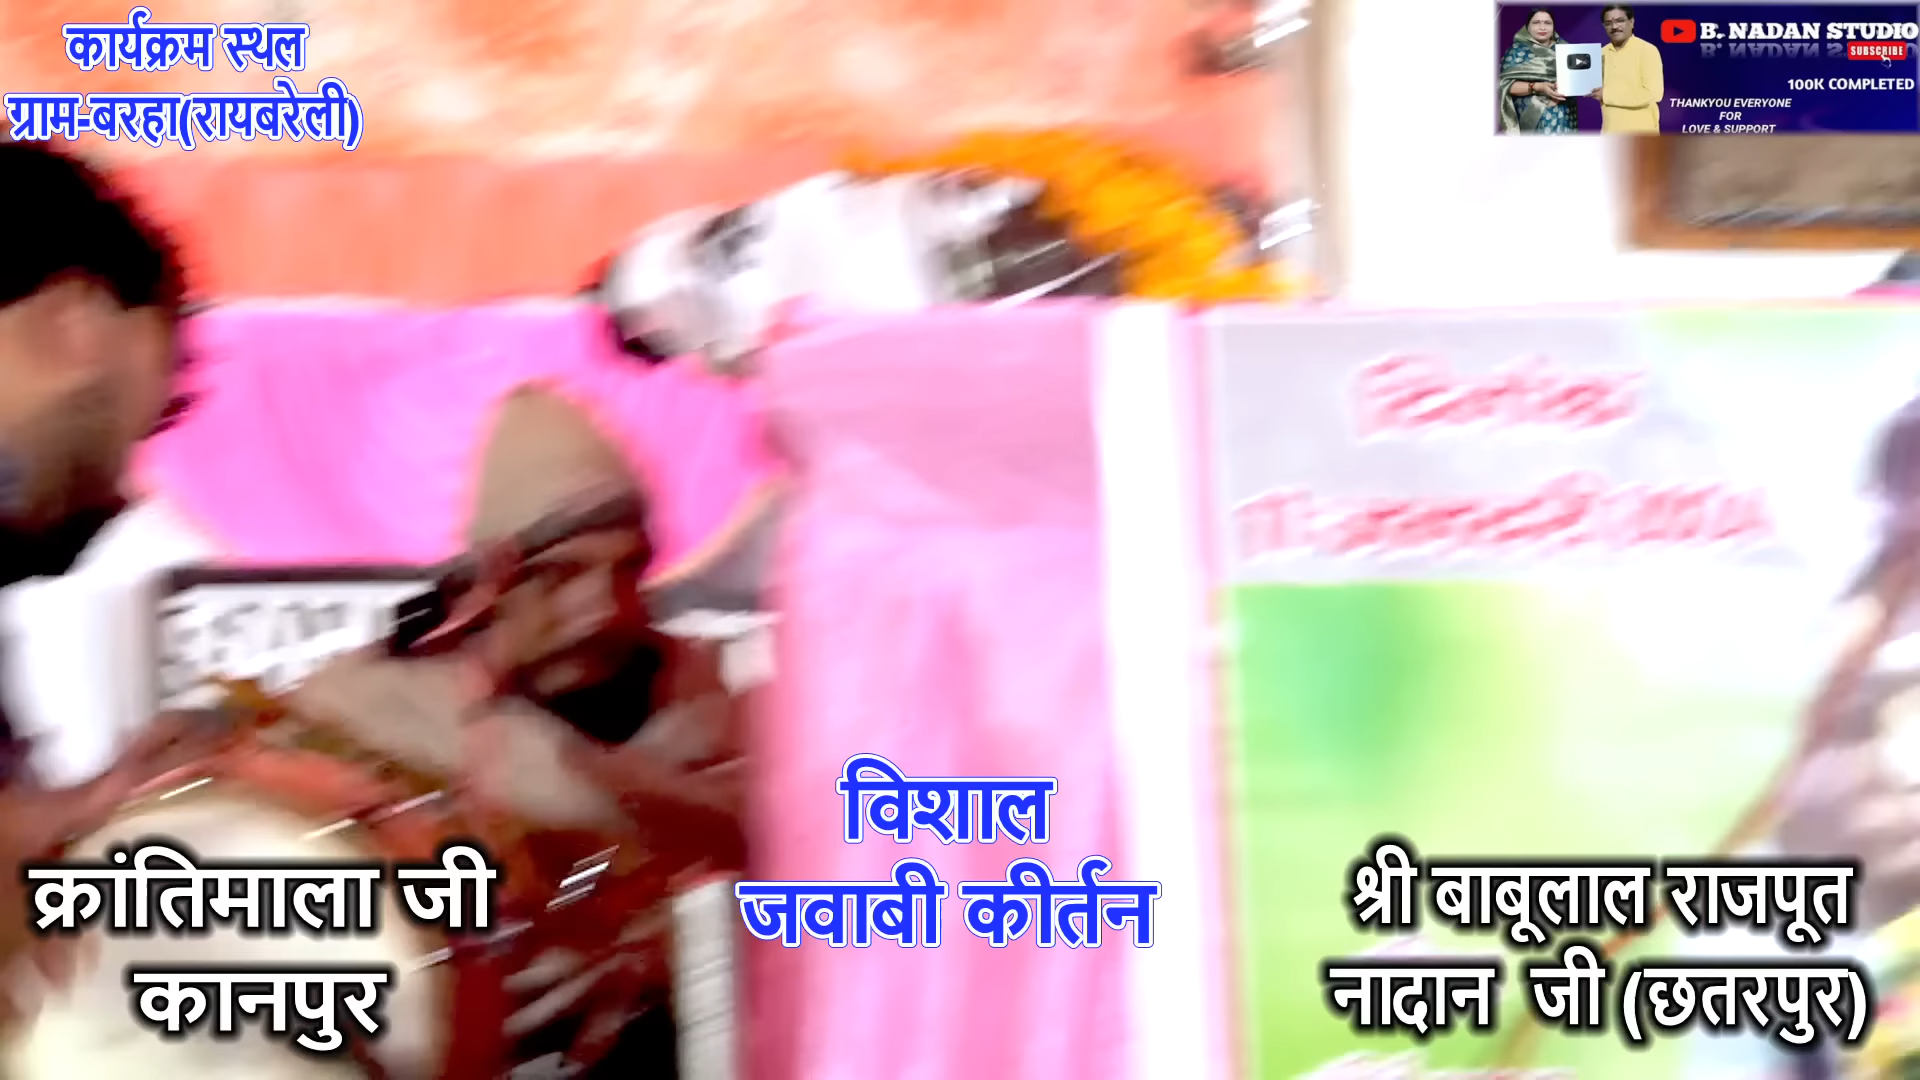 कार्यक्रम स्थल
ग्राम-बरहा(रायबरेली)
B. NADAN STUDIO
SUBSCRIBE
100K COMPLETED
THANKYOU EVERYONE
FOR
LOVE & SUPPORT
विशाल
जवाबी कीर्तन
क्रांतिमाला जी
कानपुर
श्री बाबूलाल राजपूत
नादान जी (छतरपुर)